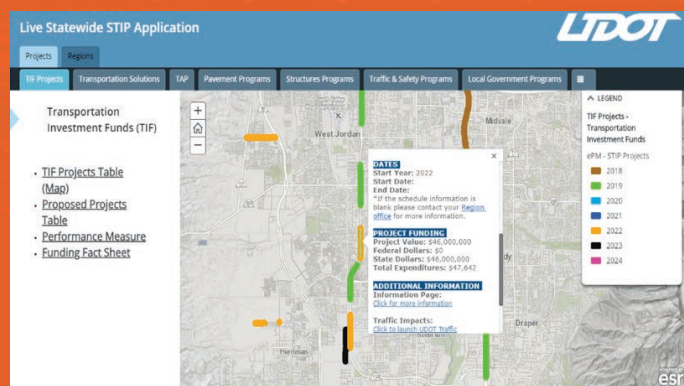 Live Statewide STIP Application
UDOT
Projects
Regions
TIF Projects
Transportation Solutions
TAP
Pavement Programs
Structures Programs
Traffic & Safety Programs
Local Government Programs
Transportation
Investment Funds (TIF)
• TIF Projects Table
(Map)
• Proposed Projects
Table
• Performance Measure
• Funding Fact Sheet
+
−
West Jordan
Midvale
Draper
Herriman
×
DATES
Start Year: 2022
Start Date:
End Date:
*If the schedule information is
blank please contact your Region
office for more information.
PROJECT FUNDING
Project Value: $46,000,000
Federal Dollars: $0
State Dollars: $46,000,000
Total Expenditures: $47,642
ADDITIONAL INFORMATION
Information Page:
Click for more information
Traffic Impacts:
Click to launch UDOT Traffic
LEGEND
TIF Projects -
Transportation
Investment Funds
ePM - STIP Projects
2018
2019
2020
2021
2022
2023
2024
esri